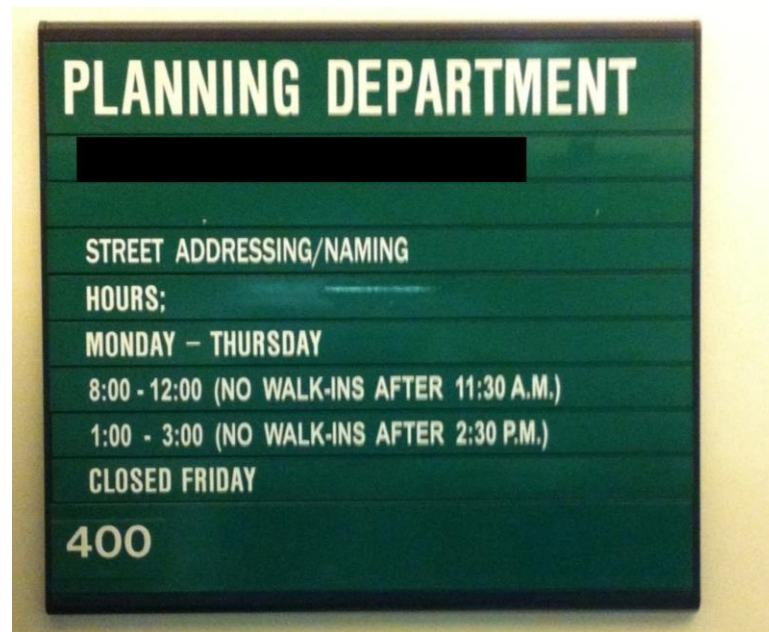 PLANNING DEPARTMENT
STREET ADDRESSING/NAMING
HOURS;
MONDAY – THURSDAY
8:00 - 12:00 (NO WALK-INS AFTER 11:30 A.M.)
1:00 - 3:00 (NO WALK-INS AFTER 2:30 P.M.)
CLOSED FRIDAY
400